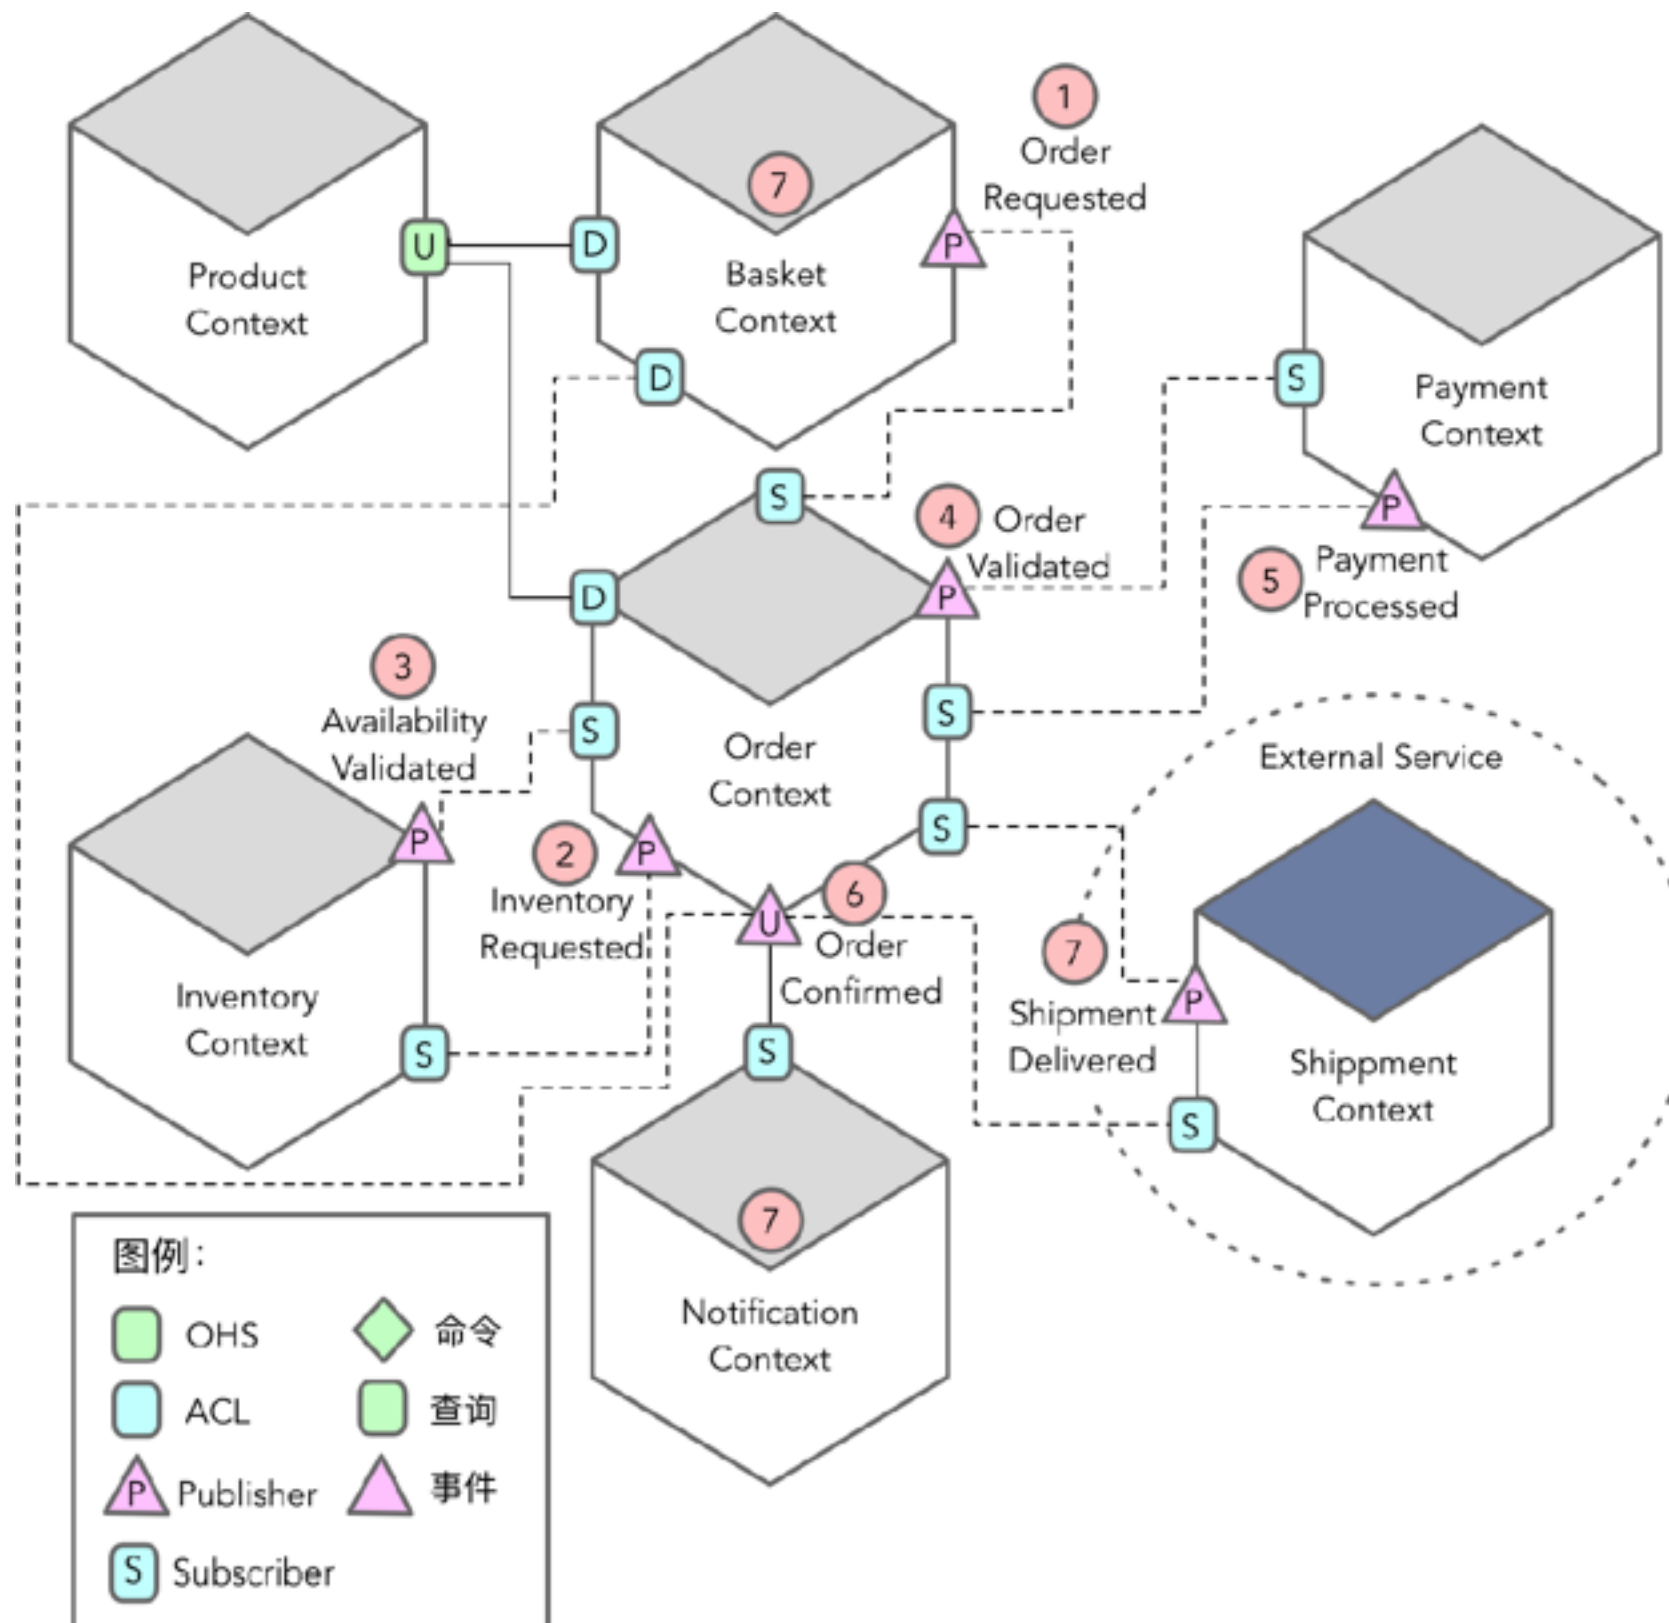 1
Order
Requested
7
U
D
P
Product
Context
Basket
Context
D
S
Payment
Context
S
4
Order
Validated
P
P
5
Payment
Processed
D
3
Availability
Validated
S
S
Order
Context
External Service
P
2
Inventory
Requested
P
S
6
U
Order
Confirmed
7
Shipment
Delivered
P
Inventory
Context
S
S
Shippment
Context
S
7
Notification
Context
图例：
OHS
命令
ACL
查询
P
Publisher
事件
S
Subscriber